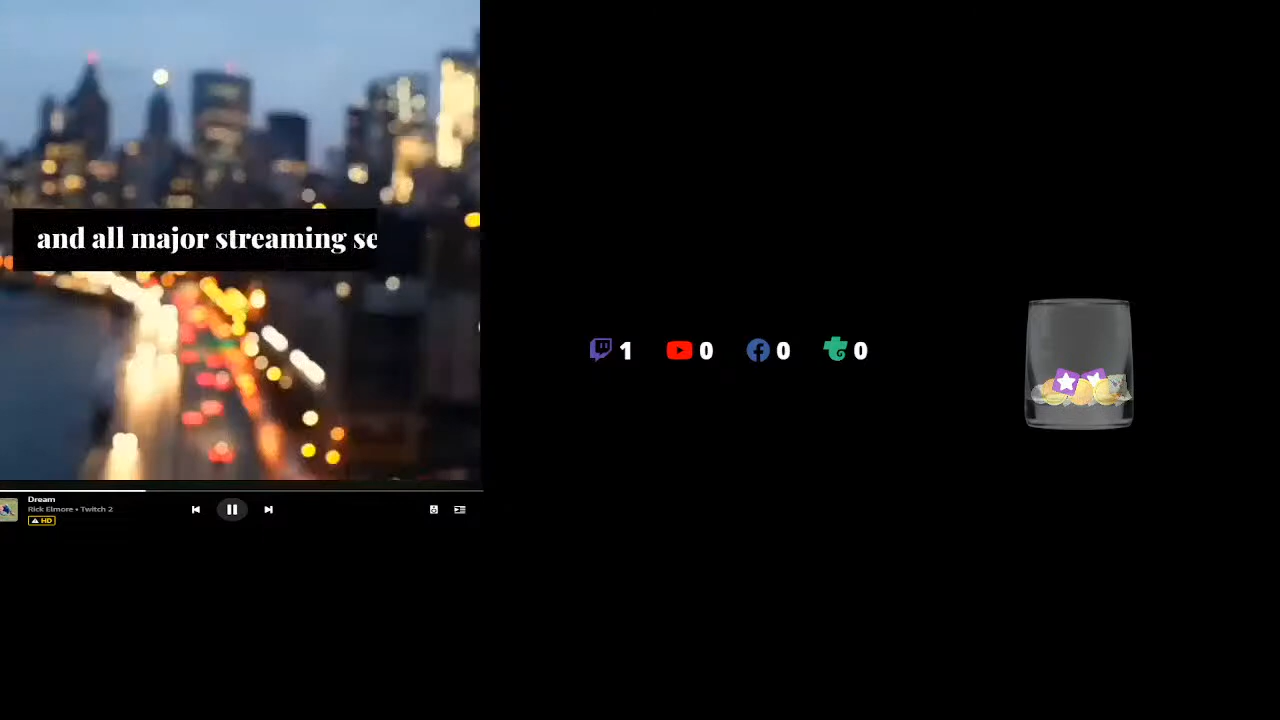 and all major streaming se
1 0 0 0
Dream
Rick Elmore • Twitch 2
HD